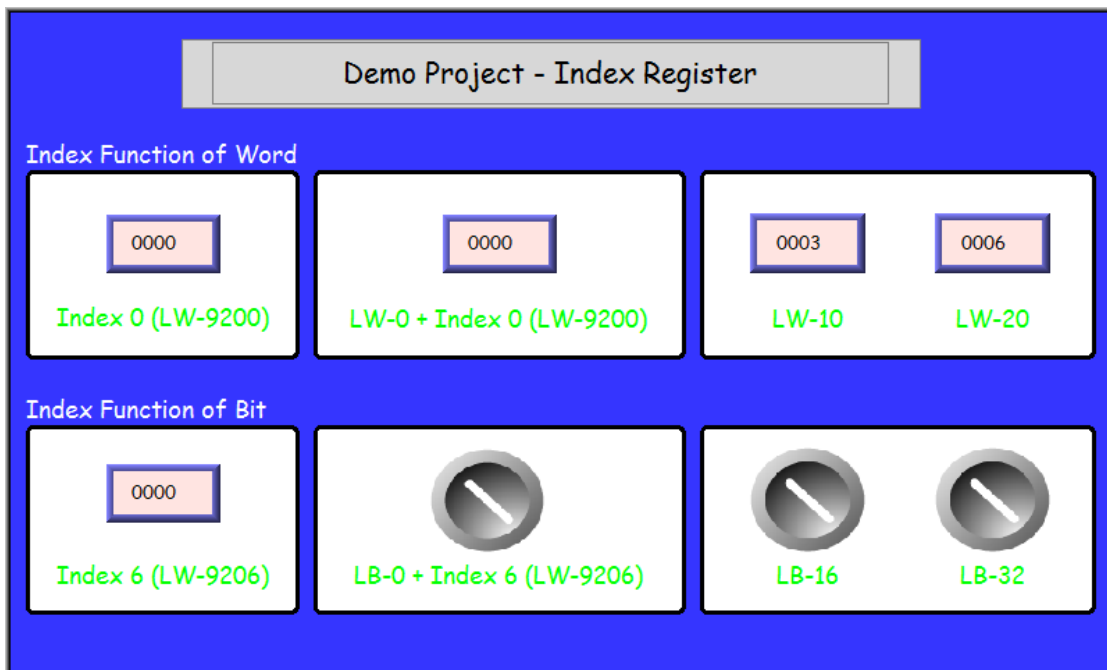 Demo Project - Index Register
Index Function of Word
0000
0000
0003
0006
Index 0 (LW-9200)
LW-0 + Index 0 (LW-9200)
LW-10
LW-20
Index Function of Bit
0000
Index 6 (LW-9206)
LB-0 + Index 6 (LW-9206)
LB-16
LB-32